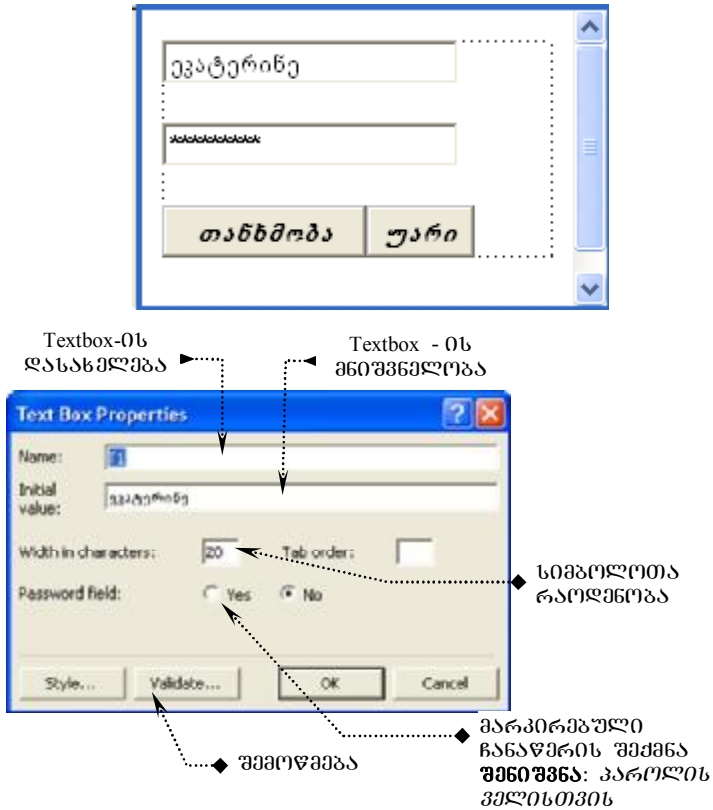 ეკატერინე
**********
თანხმობა
უარი
Textbox-ის
დასახელება
Textbox - ის
მნიშვნელობა
Text Box Properties
Name: T1
Initial value: ეკატერინე
Width in characters: 20 Tab order:
Password field: Yes No
Style... Validate... OK Cancel
სიმბოლოთა
რაოდენობა
შემოწმება
მარკირებული
ჩანაწერის შექმნა
შენიშვნა: პაროლის
ველისთვის